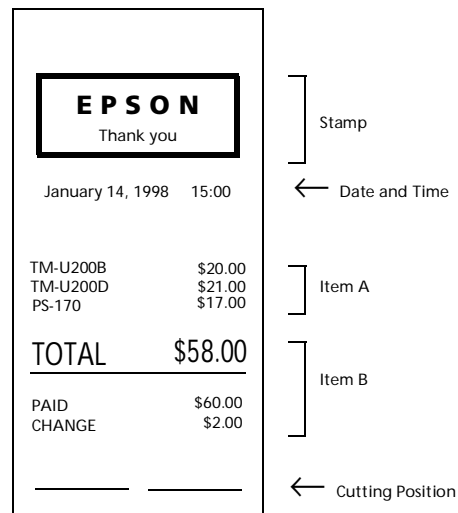 EPSON
Thank you
Stamp
January 14, 1998 15:00
Date and Time
TM-U200B $20.00
TM-U200D $21.00
PS-170 $17.00
Item A
TOTAL $58.00
Item B
PAID $60.00
CHANGE $2.00
Cutting Position